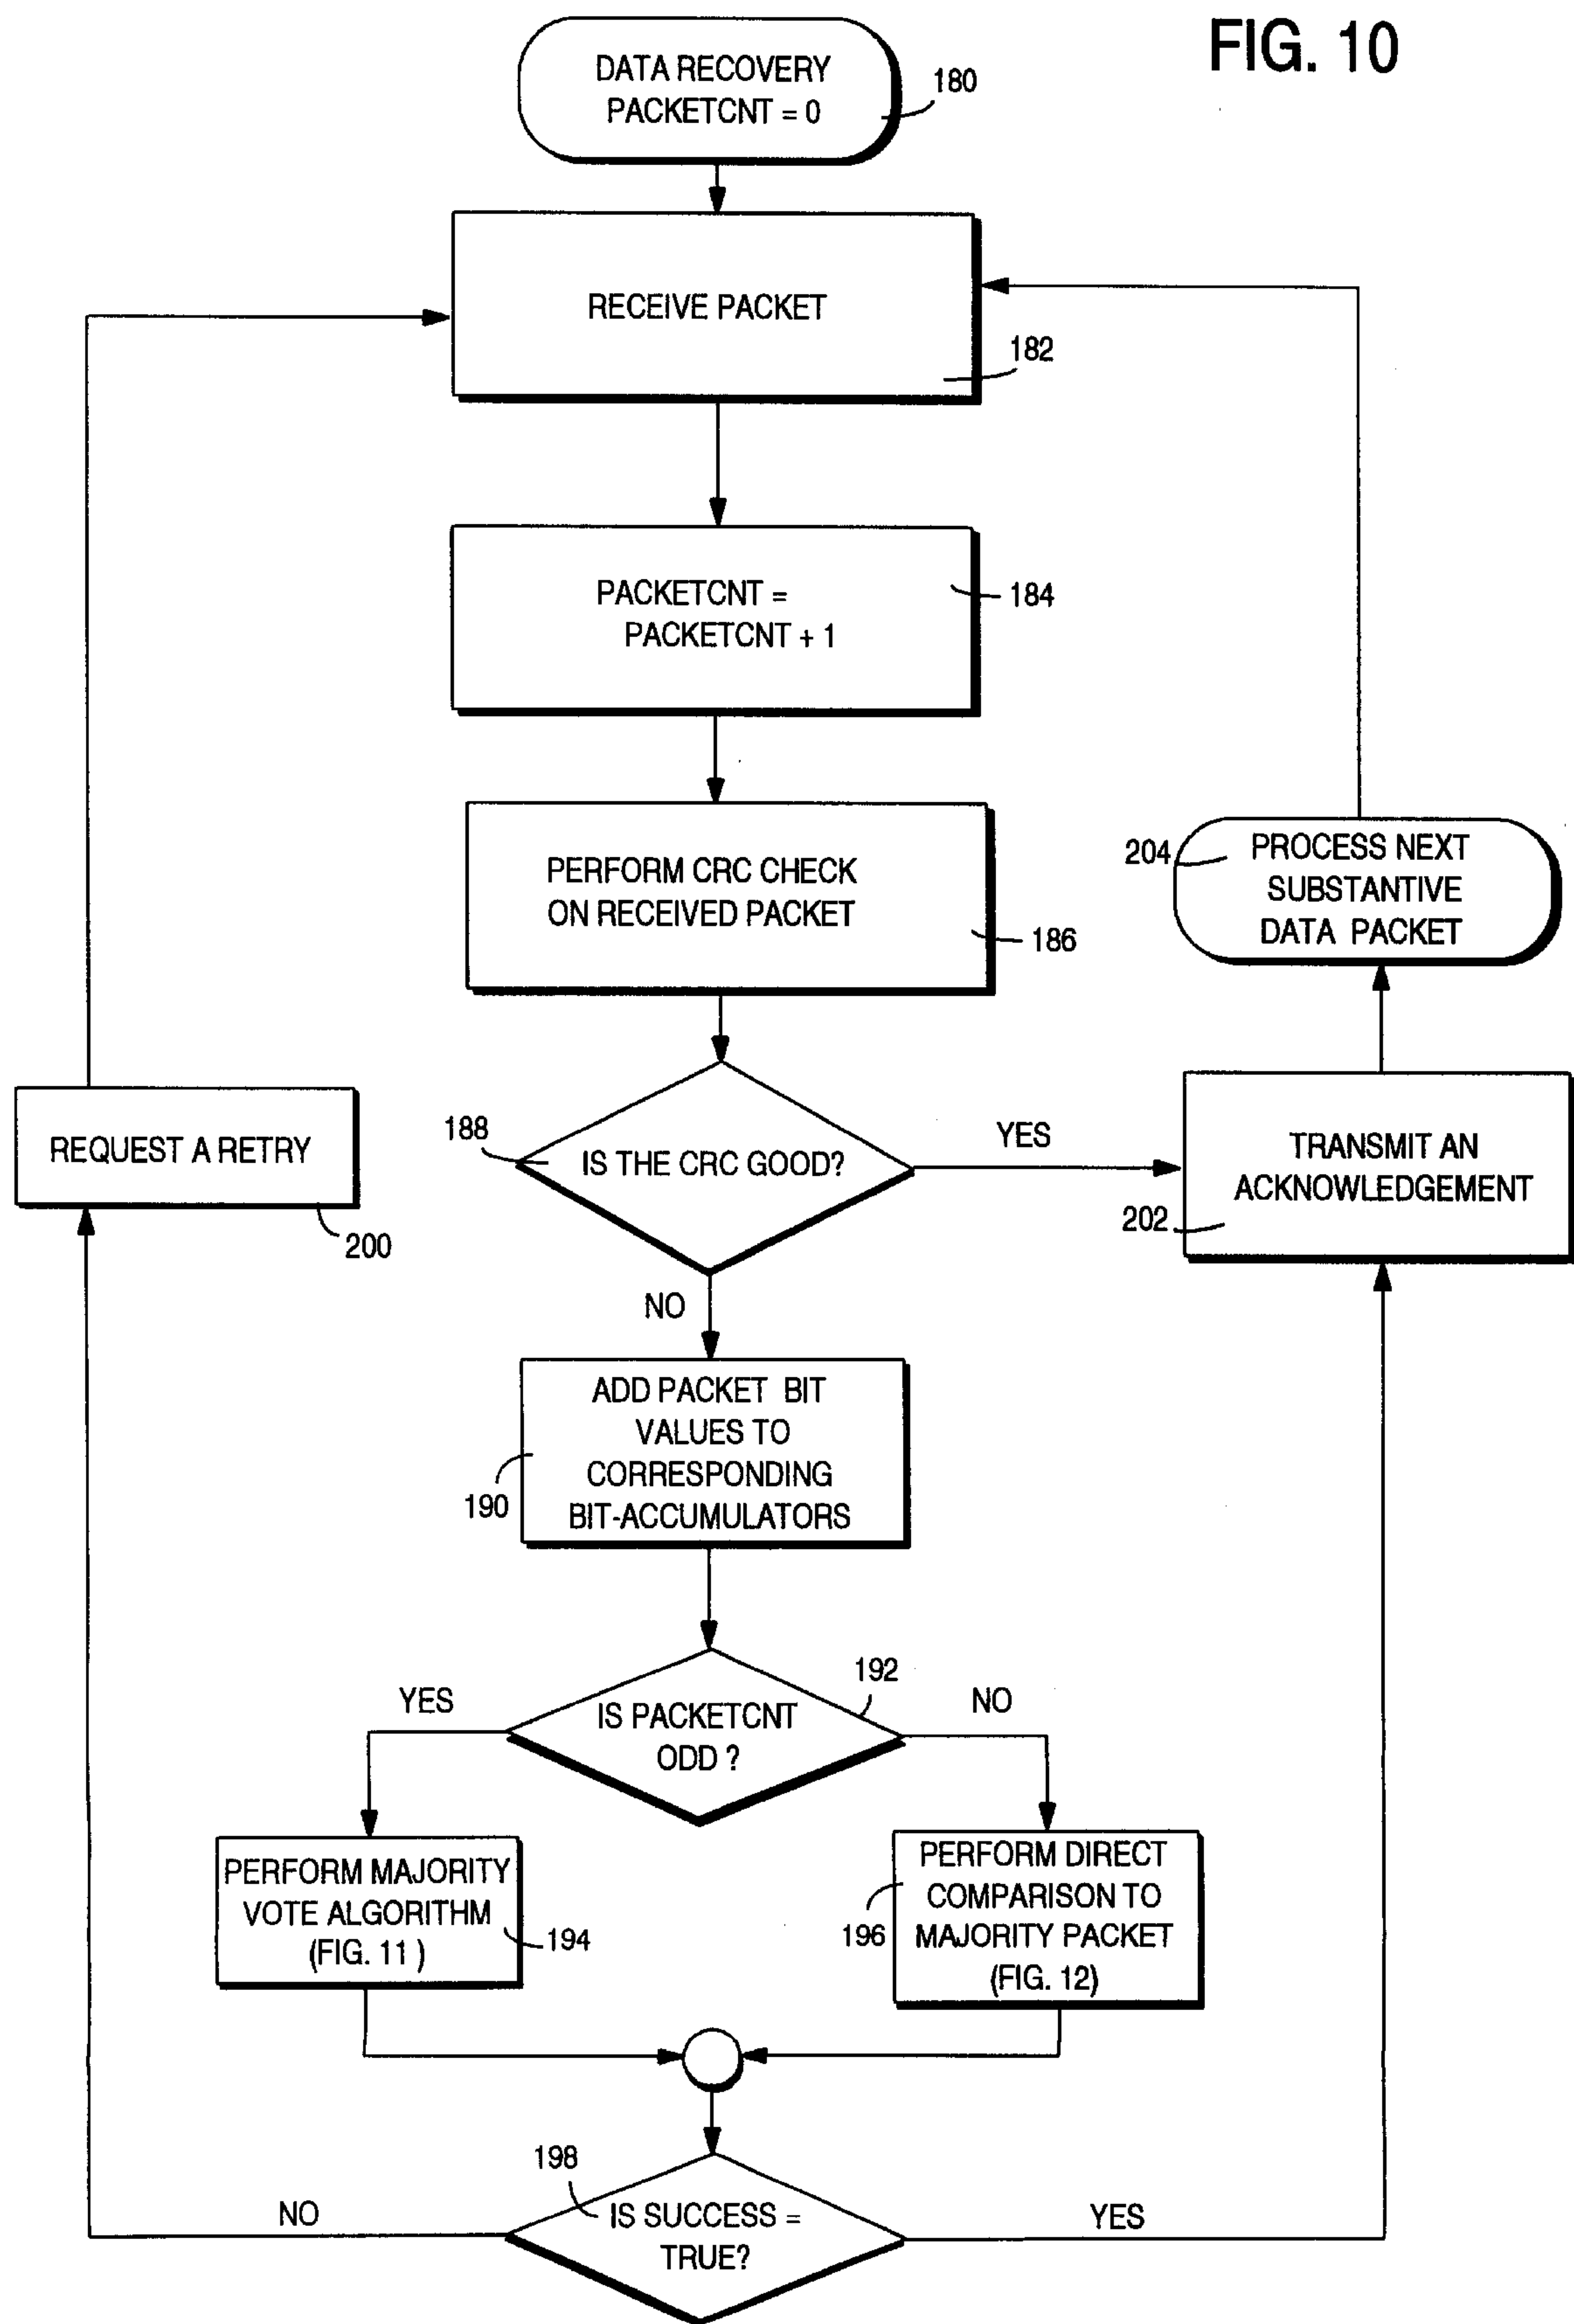 FIG. 10
DATA RECOVERY
PACKETCNT = 0
180
RECEIVE PACKET
182
PACKETCNT =
PACKETCNT + 1
184
PERFORM CRC CHECK
ON RECEIVED PACKET
186
204
PROCESS NEXT
SUBSTANTIVE
DATA PACKET
REQUEST A RETRY
200
188
IS THE CRC GOOD?
YES
TRANSMIT AN
ACKNOWLEDGEMENT
202
NO
ADD PACKET BIT
VALUES TO
CORRESPONDING
BIT-ACCUMULATORS
190
192
YES
IS PACKETCNT
ODD ?
NO
PERFORM MAJORITY
VOTE ALGORITHM
(FIG. 11 )
194
PERFORM DIRECT
COMPARISON TO
MAJORITY PACKET
(FIG. 12)
196
198
NO
IS SUCCESS =
TRUE?
YES